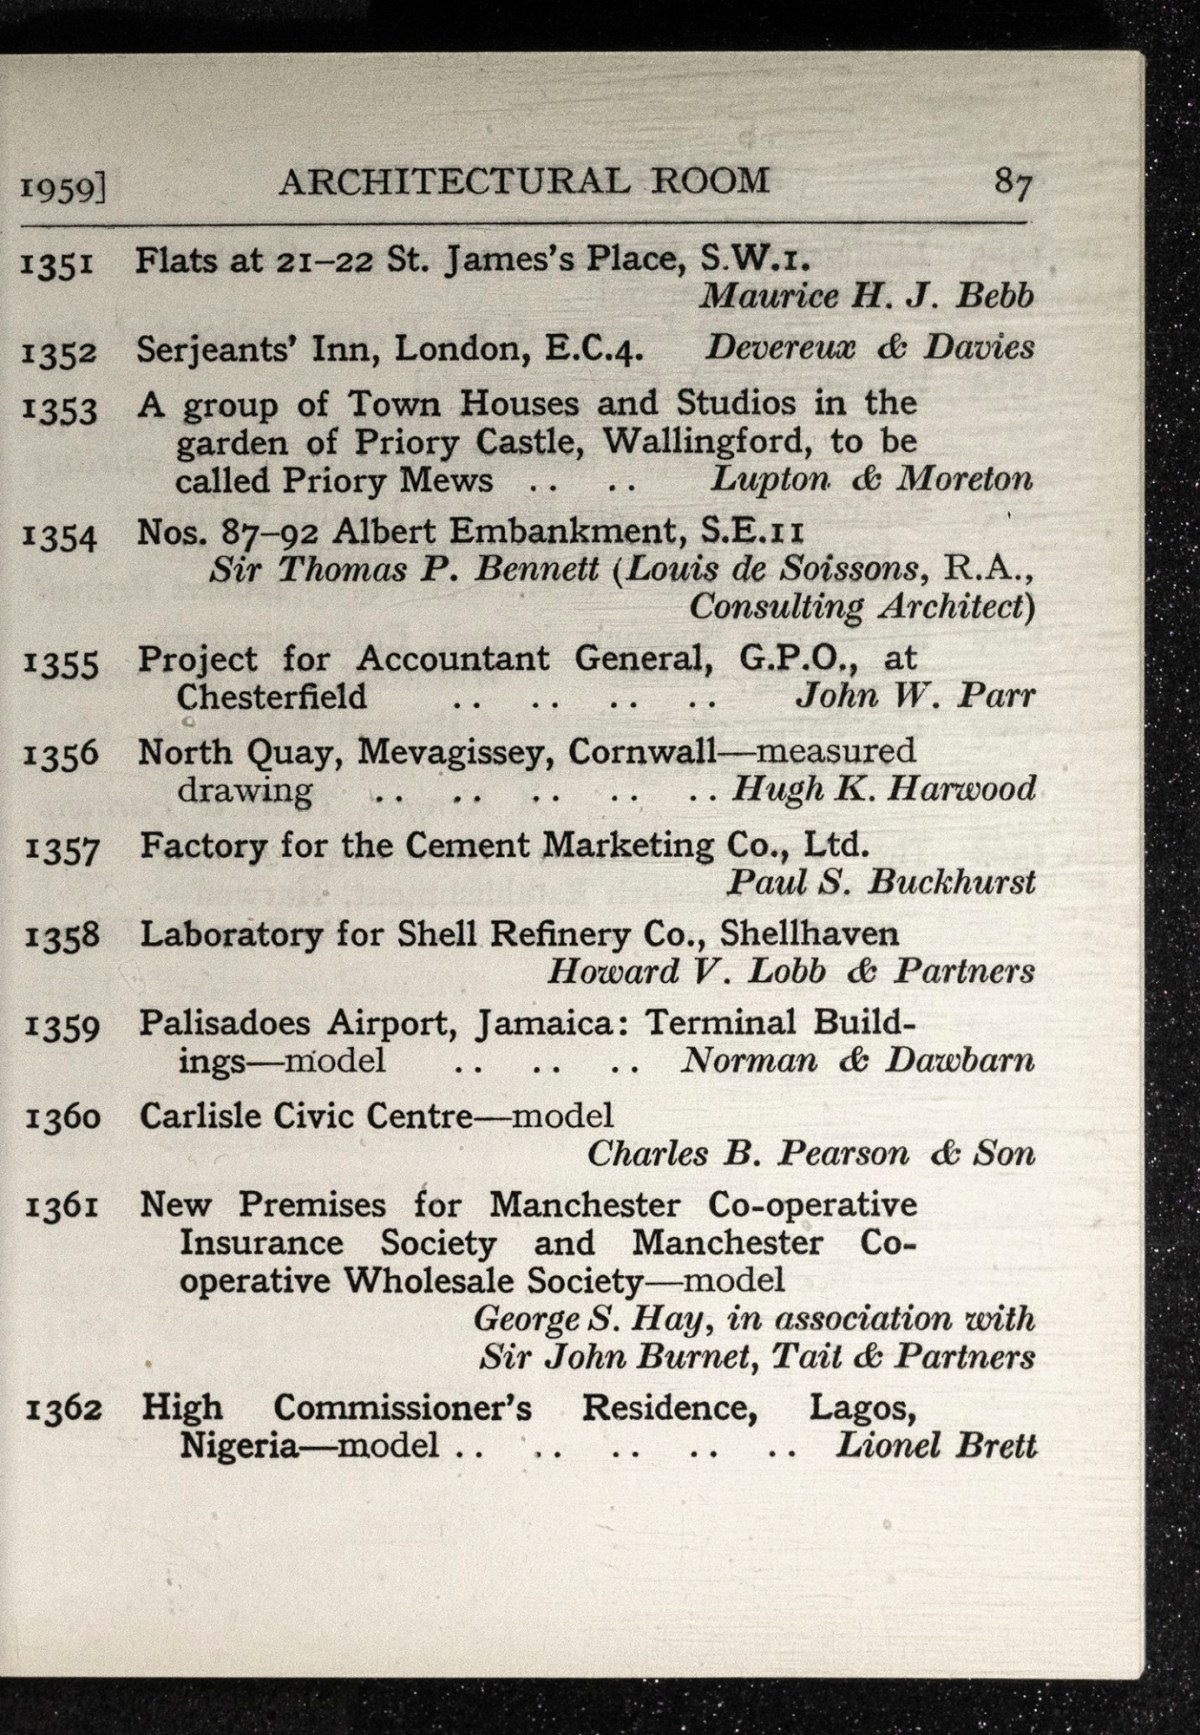 1959] ARCHITECTURAL ROOM 87
1351 Flats at 21–22 St. James's Place, S.W.1.
Maurice H. J. Bebb
1352 Serjeants' Inn, London, E.C.4. Devereux & Davies
1353 A group of Town Houses and Studios in the
garden of Priory Castle, Wallingford, to be
called Priory Mews .. .. Lupton & Moreton
1354 Nos. 87–92 Albert Embankment, S.E.11
Sir Thomas P. Bennett (Louis de Soissons, R.A.,
Consulting Architect)
1355 Project for Accountant General, G.P.O., at
Chesterfield .. .. .. .. John W. Parr
1356 North Quay, Mevagissey, Cornwall—measured
drawing .. .. .. .. .. Hugh K. Harwood
1357 Factory for the Cement Marketing Co., Ltd.
Paul S. Buckhurst
1358 Laboratory for Shell Refinery Co., Shellhaven
Howard V. Lobb & Partners
1359 Palisadoes Airport, Jamaica: Terminal Build-
ings—model .. .. .. Norman & Dawbarn
1360 Carlisle Civic Centre—model
Charles B. Pearson & Son
1361 New Premises for Manchester Co-operative
Insurance Society and Manchester Co-
operative Wholesale Society—model
George S. Hay, in association with
Sir John Burnet, Tait & Partners
1362 High Commissioner's Residence, Lagos,
Nigeria—model .. .. .. .. .. Lionel Brett